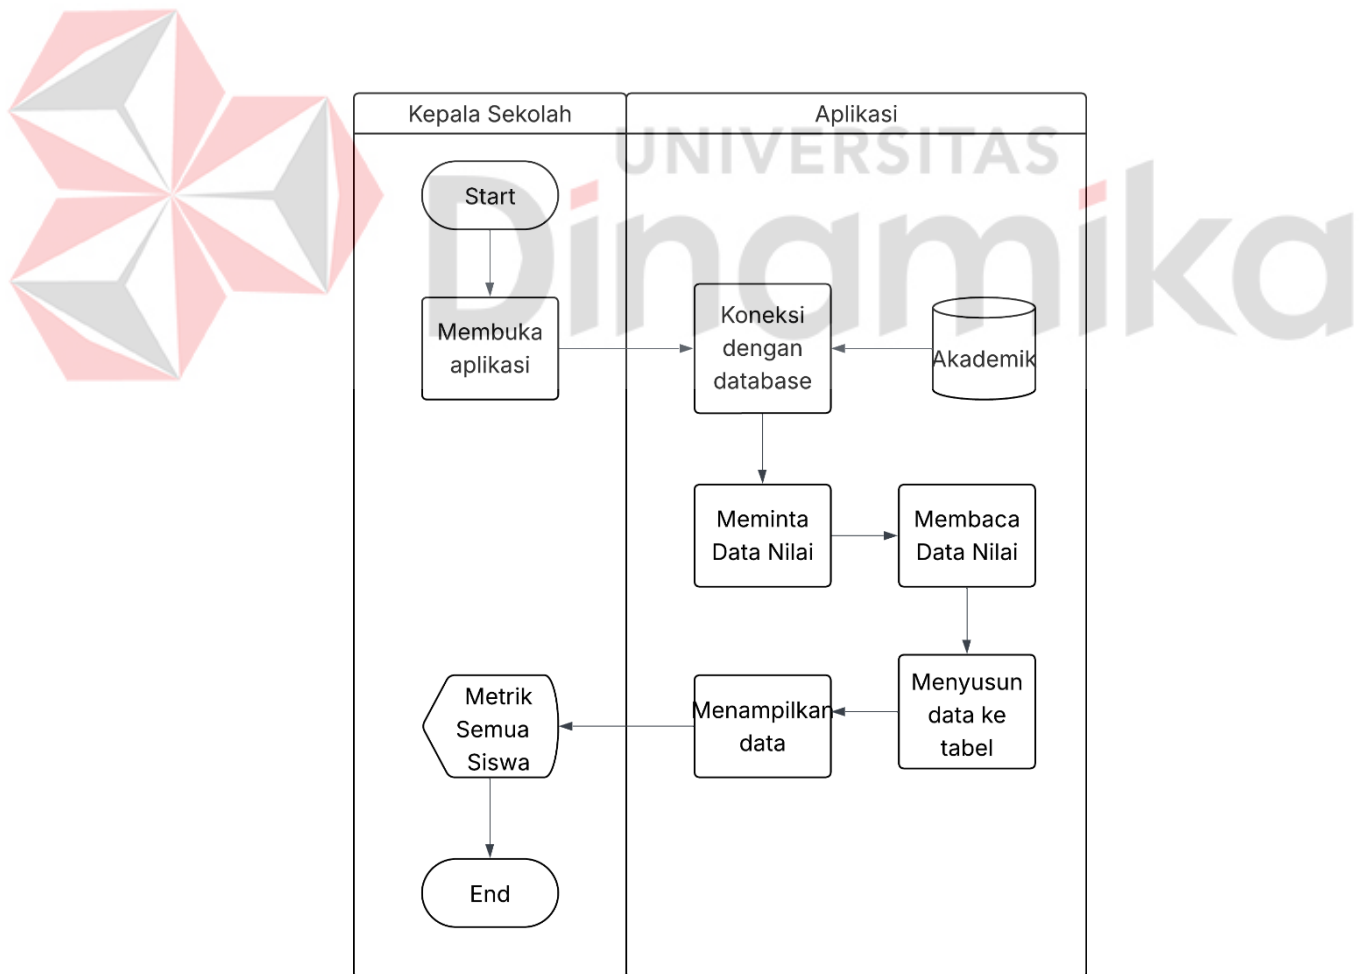 Kepala Sekolah
Aplikasi
UNIVERSITAS
Dinamika
Start
Membuka
aplikasi
Koneksi
dengan
database
Akademik
Meminta
Data Nilai
Membaca
Data Nilai
Metrik
Semua
Siswa
Menampilkan
data
Menyusun
data ke
tabel
End